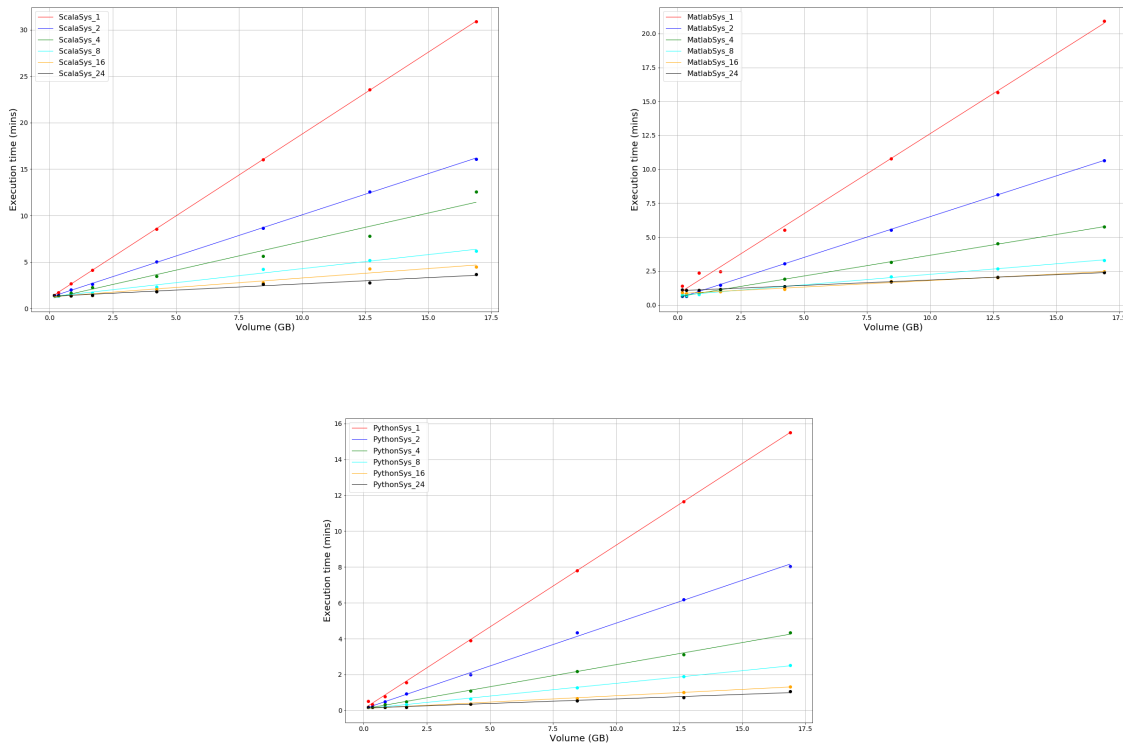 ScalaSys_1
ScalaSys_2
ScalaSys_4
ScalaSys_8
ScalaSys_16
ScalaSys_24
30
25
20
15
10
5
0
Execution time (mins)
0.0 2.5 5.0 7.5 10.0 12.5 15.0 17.5
Volume (GB)
MatlabSys_1
MatlabSys_2
MatlabSys_4
MatlabSys_8
MatlabSys_16
MatlabSys_24
20.0
17.5
15.0
12.5
10.0
7.5
5.0
2.5
0.0
Execution time (mins)
0.0 2.5 5.0 7.5 10.0 12.5 15.0 17.5
Volume (GB)
PythonSys_1
PythonSys_2
PythonSys_4
PythonSys_8
PythonSys_16
PythonSys_24
16
14
12
10
8
6
4
2
0
Execution time (mins)
0.0 2.5 5.0 7.5 10.0 12.5 15.0 17.5
Volume (GB)